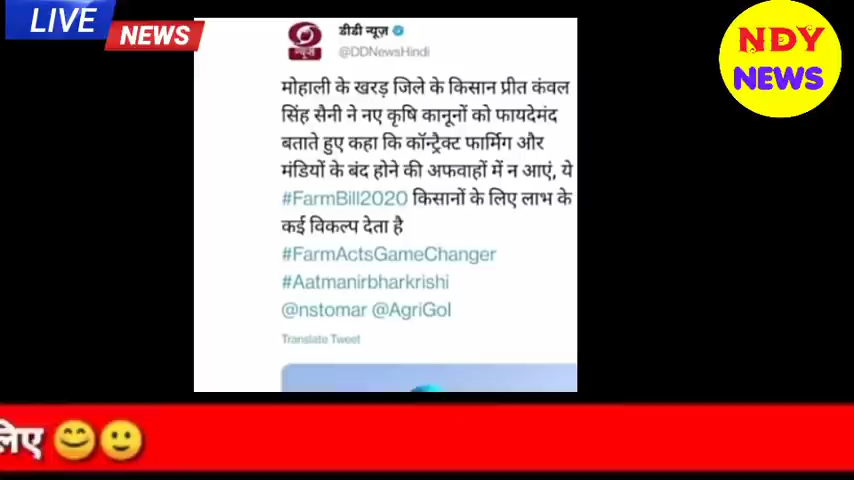 LIVE
NEWS
डीडी न्यूज़
न्यूज़
@DDNewsHindi
NDY
NEWS
मोहाली के खरड़ जिले के किसान प्रीत कंवल
सिंह सैनी ने नए कृषि कानूनों को फायदेमंद
बताते हुए कहा कि कॉन्ट्रैक्ट फार्मिग और
मंडियों के बंद होने की अफवाहों में न आएं, ये
#FarmBill2020 किसानों के लिए लाभ के
कई विकल्प देता है
#FarmActsGameChanger
#Aatmanirbharkrishi
@nstomar @AgriGoI
Translate Tweet
लिए 😊🙂